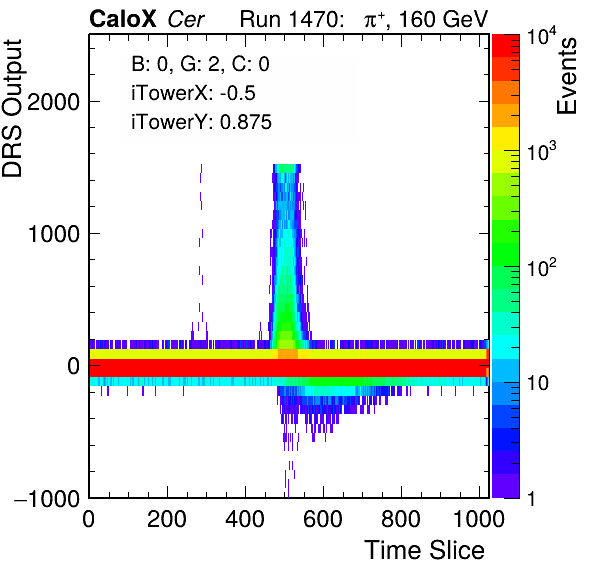 CaloX Cer Run 1470: π⁺, 160 GeV
B: 0, G: 2, C: 0
iTowerX: -0.5
iTowerY: 0.875
DRS Output
2000
1000
0
−1000
0 200 400 600 800 1000
Time Slice
Events
10⁴
10³
10²
10
1